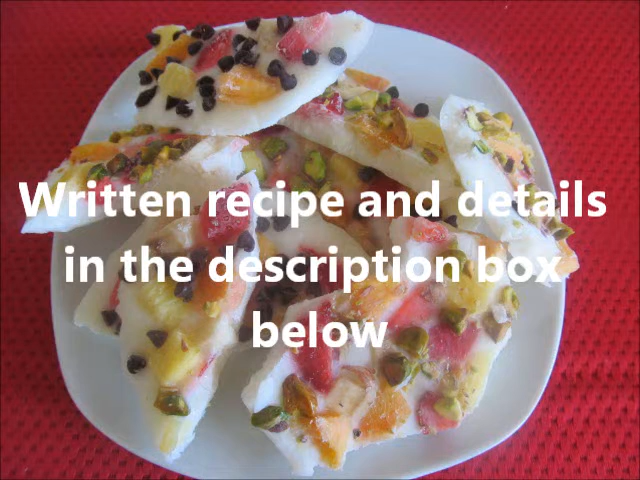 Written recipe and details
in the description box
below